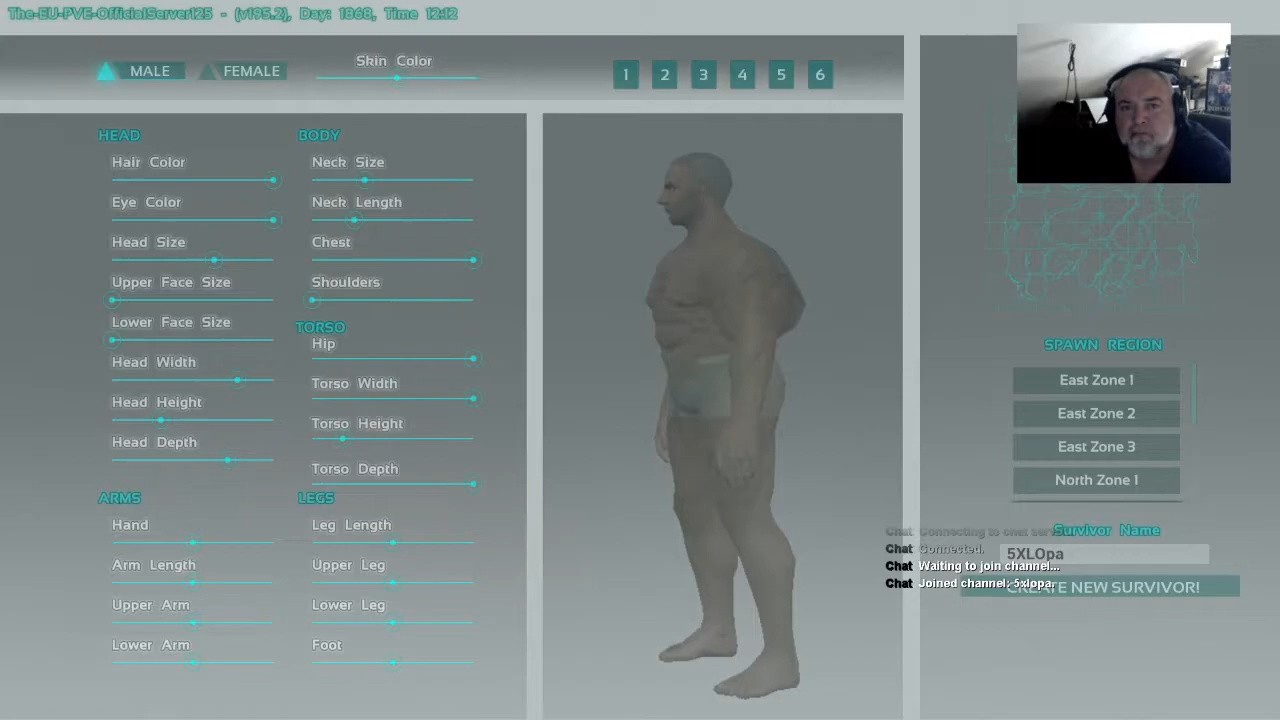 The-EU-PVE-OfficialServer125 - (v195.2), Day: 1868, Time 12:12
MALE
FEMALE
Skin Color
1 2 3 4 5 6
HEAD
Hair Color
Eye Color
Head Size
Upper Face Size
Lower Face Size
Head Width
Head Height
Head Depth
BODY
Neck Size
Neck Length
Chest
Shoulders
TORSO
Hip
Torso Width
Torso Height
Torso Depth
ARMS
Hand
Arm Length
Upper Arm
Lower Arm
LEGS
Leg Length
Upper Leg
Lower Leg
Foot
SPAWN REGION
East Zone 1
East Zone 2
East Zone 3
North Zone 1
Chat Connecting to chat
Survivor Name
Chat Connected.
5XLOpa
Chat Waiting to join channel...
Chat Joined channel: 5xlopa.
CREATE NEW SURVIVOR!